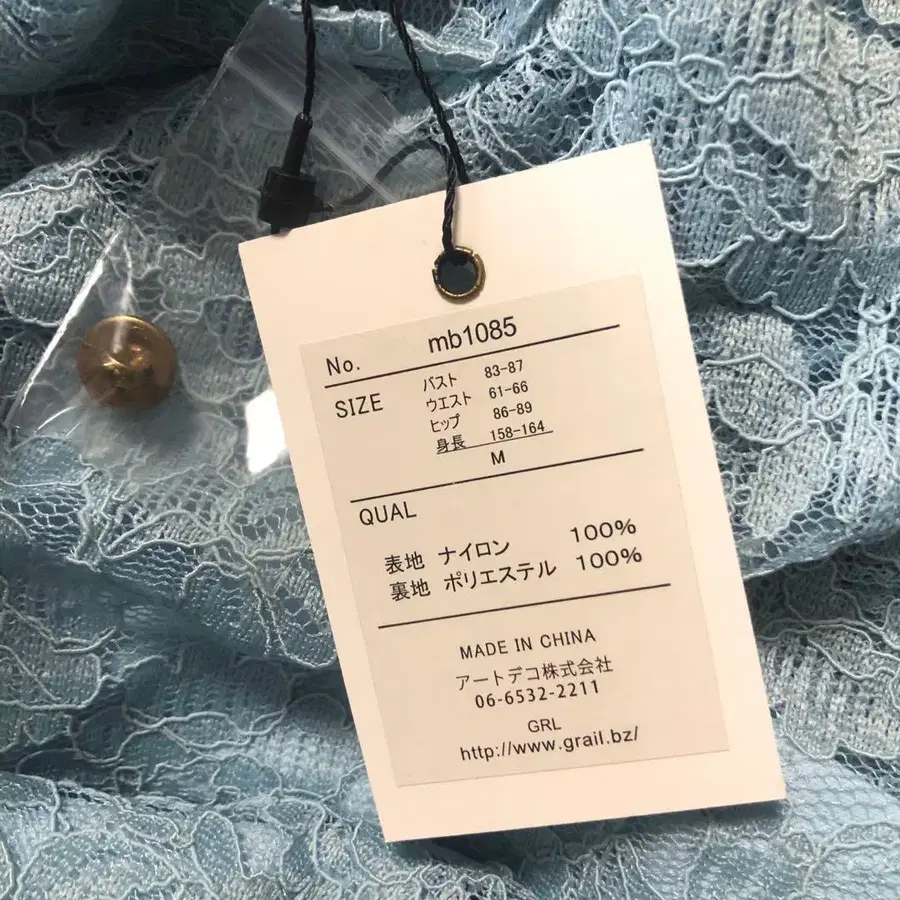 No. mb1085
SIZE バスト 83-87
ウエスト 61-66
ヒップ 86-89
身長 158-164
M
QUAL
表地 ナイロン 100%
裏地 ポリエステル 100%
MADE IN CHINA
アートデコ株式会社
06-6532-2211
GRL
http://www.grail.bz/